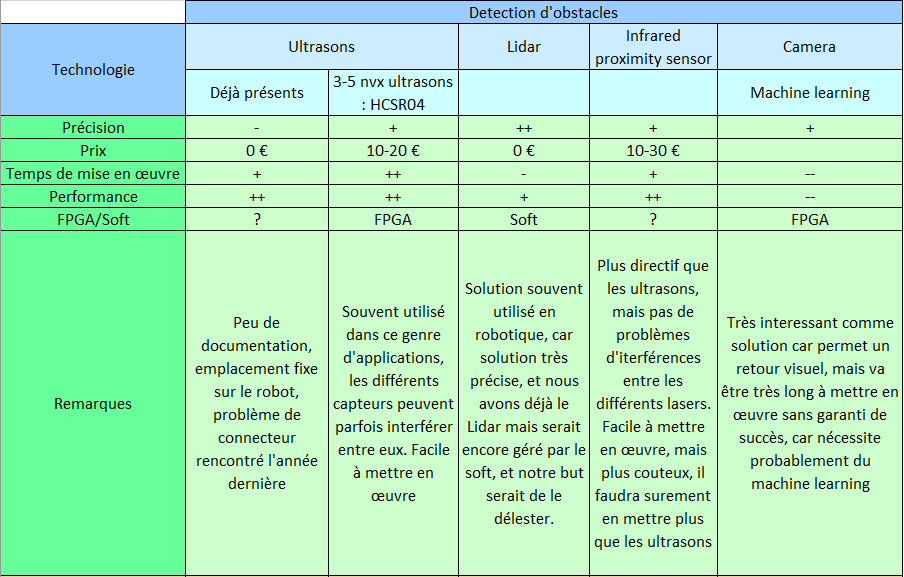 Detection d'obstacles
Technologie
Ultrasons
Lidar
Infrared
proximity sensor
Camera
Déjà présents
3-5 nvx ultrasons
: HCSR04
Machine learning
Précision - + ++ + +
Prix 0 € 10-20 € 0 € 10-30 €
Temps de mise en œuvre + ++ - + --
Performance ++ ++ + ++ --
FPGA/Soft ? FPGA Soft ? FPGA
Remarques
Peu de
documentation,
emplacement fixe
sur le robot,
problème de
connecteur
rencontré l'année
dernière
Souvent utilisé
dans ce genre
d'applications,
les différents
capteurs peuvent
parfois interférer
entre eux. Facile
à mettre en
œuvre
Solution souvent
utilisé en
robotique, car
solution très
précise, et nous
avons déjà le
Lidar mais serait
encore géré par le
soft, et notre but
serait de le
délester.
Plus directif que
les ultrasons,
mais pas de
problèmes
d'iterférences
entre les
différents lasers.
Facile à mettre
en œuvre, mais
plus couteux, il
faudra surement
en mettre plus
que les ultrasons
Très interessant comme
solution car permet un
retour visuel, mais va
être très long à mettre en
œuvre sans garanti de
succès, car nécessite
probablement du
machine learning